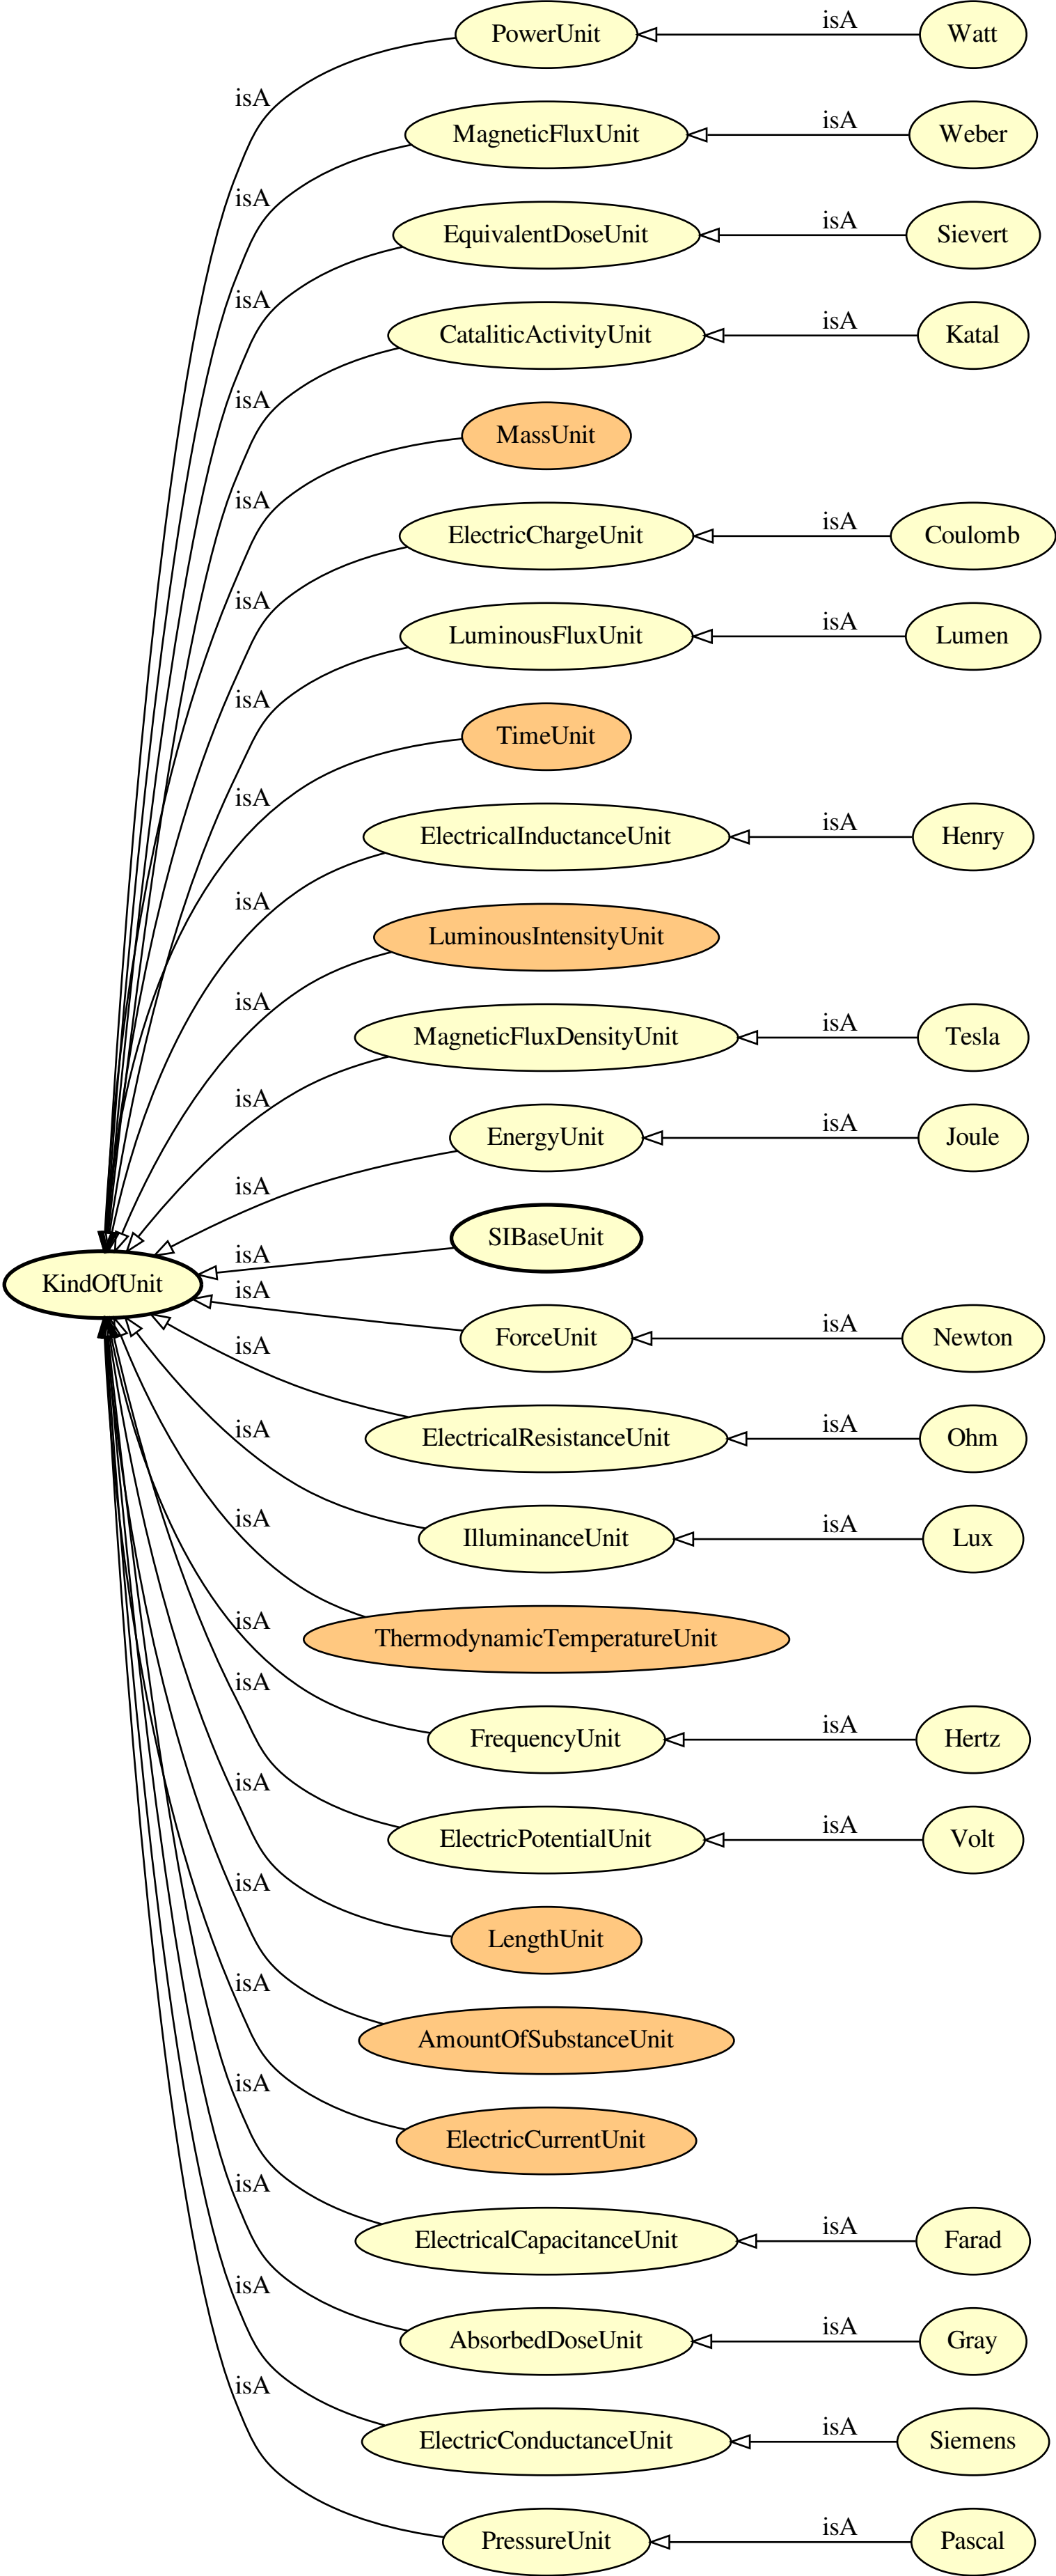 PowerUnit isA Watt
isA
MagneticFluxUnit isA Weber
isA
EquivalentDoseUnit isA Sievert
isA
CataliticActivityUnit isA Katal
isA
MassUnit
isA
ElectricChargeUnit isA Coulomb
isA
LuminousFluxUnit isA Lumen
isA
TimeUnit
isA
ElectricalInductanceUnit isA Henry
isA
LuminousIntensityUnit
isA
MagneticFluxDensityUnit isA Tesla
isA
EnergyUnit isA Joule
isA
SIBaseUnit
isA
KindOfUnit
isA
ForceUnit isA Newton
isA
ElectricalResistanceUnit isA Ohm
isA
IlluminanceUnit isA Lux
isA
ThermodynamicTemperatureUnit
isA
FrequencyUnit isA Hertz
isA
ElectricPotentialUnit isA Volt
isA
LengthUnit
isA
AmountOfSubstanceUnit
isA
ElectricCurrentUnit
isA
ElectricalCapacitanceUnit isA Farad
isA
AbsorbedDoseUnit isA Gray
isA
ElectricConductanceUnit isA Siemens
isA
PressureUnit isA Pascal